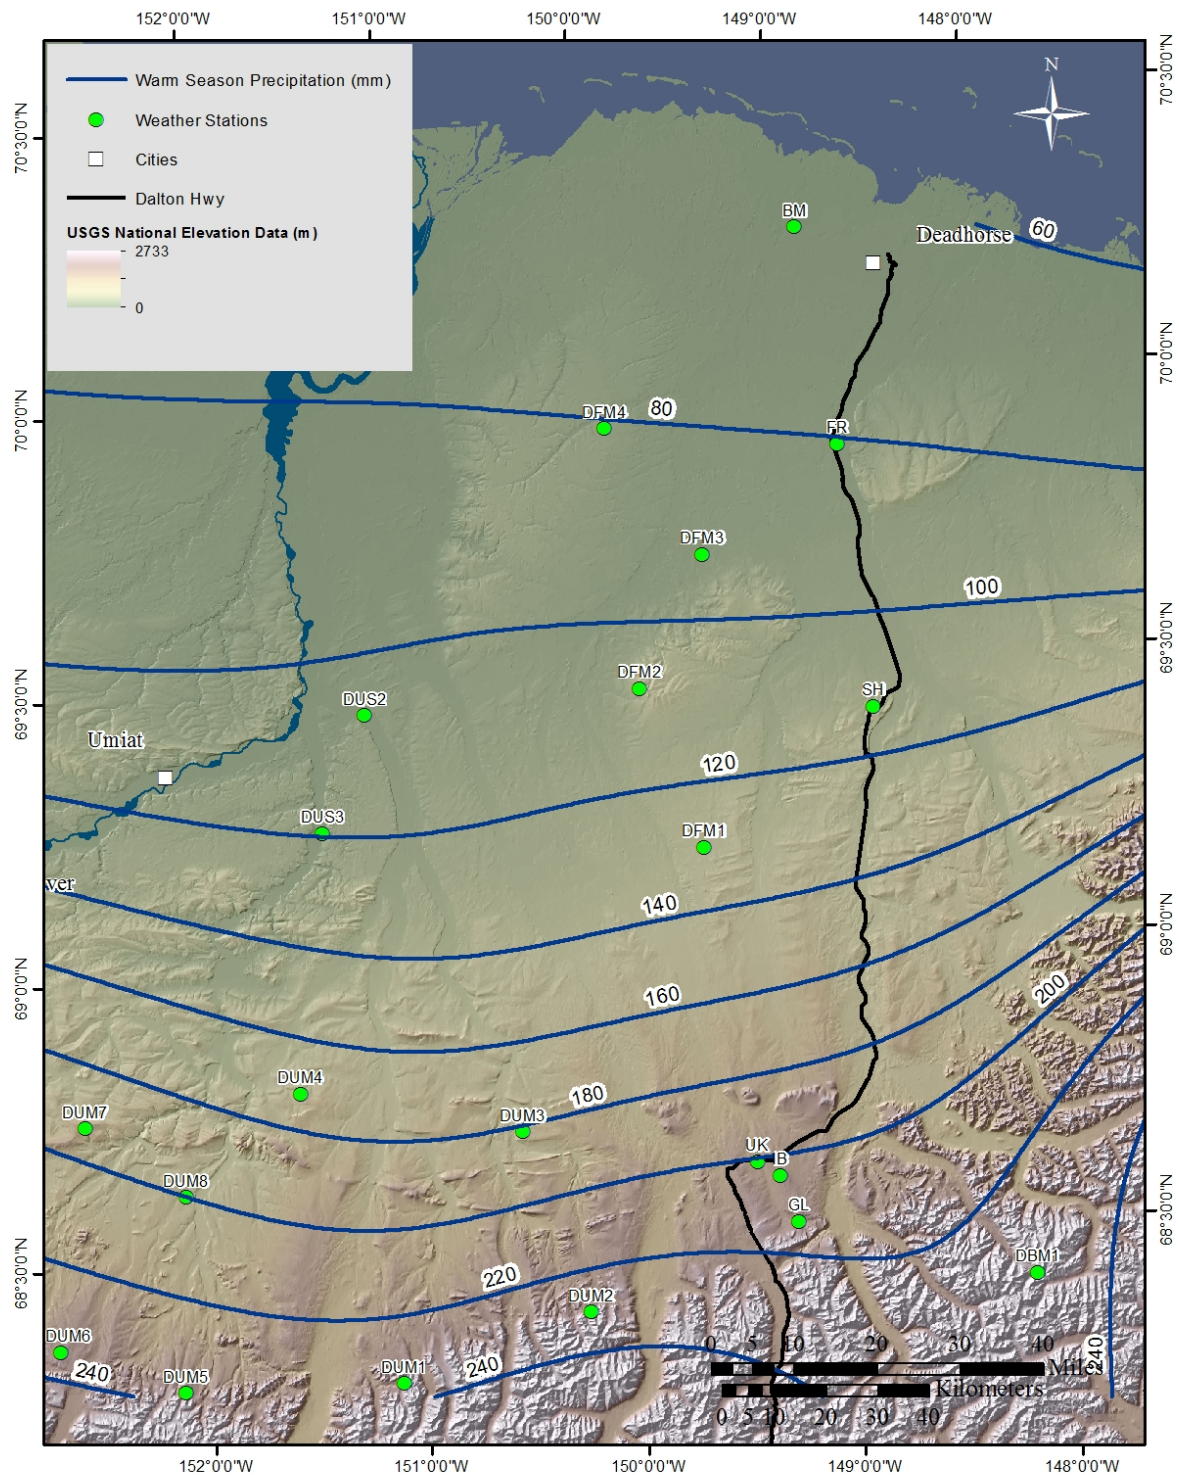 152°0'0"W 151°0'0"W 150°0'0"W 149°0'0"W 148°0'0"W
70°30'0"N
70°30'0"N
Warm Season Precipitation (mm)
Weather Stations
Cities
Dalton Hwy
USGS National Elevation Data (m)
2733
0
N
BM
Deadhorse
60
70°0'0"N
70°0'0"N
DFM4
80
FR
DFM3
100
69°30'0"N
69°30'0"N
DFM2
SH
DUS2
Umiat
120
DUS3
DFM1
ver
140
69°0'0"N
69°0'0"N
160
200
DUM4
180
DUM7
DUM3
UK
B
DUM8
GL
68°30'0"N
68°30'0"N
DBM1
220
DUM2
DUM6
240
DUM5
DUM1
240
240
0 5 10 20 30 40
Miles
Kilometers
0 5 10 20 30 40
152°0'0"W 151°0'0"W 150°0'0"W 149°0'0"W 148°0'0"W